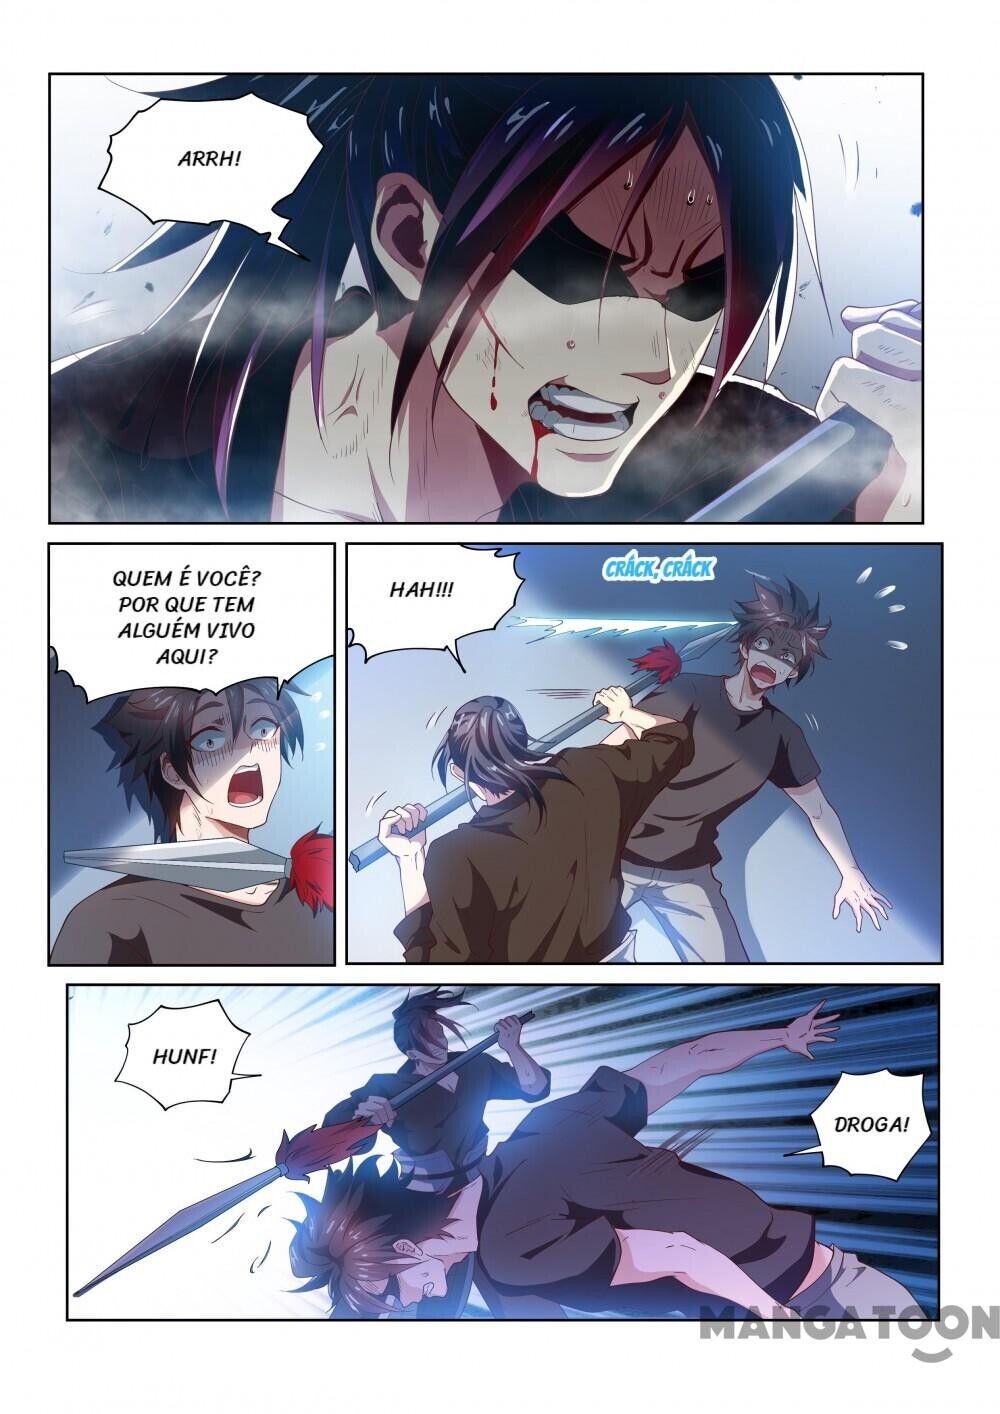 ARRH!
QUEM É VOCÊ?
POR QUE TEM
ALGUÉM VIVO
AQUI?
HAH!!!
CRÁCK, CRÁCK
HUNF!
DROGA!
MANGATOON